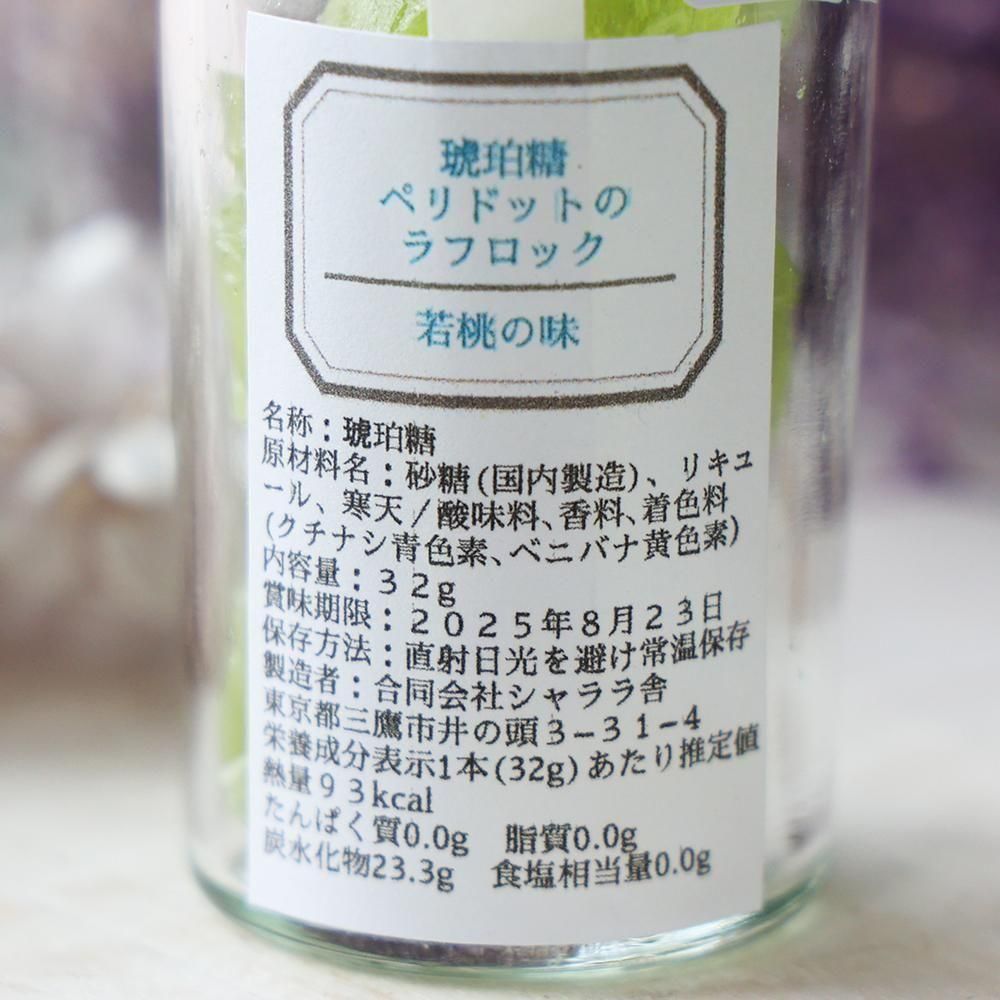 琥珀糖
ペリドットの
ラフロック
若桃の味
名称：琥珀糖
原材料名：砂糖(国内製造)、リキュ
ール、寒天／酸味料、香料、着色料
(クチナシ青色素、ベニバナ黄色素)
内容量：３２g
賞味期限：２０２５年８月２３日
保存方法：直射日光を避け常温保存
製造者：合同会社シャララ舎
東京都三鷹市井の頭３−３１−４
栄養成分表示1本(32g)あたり推定値
熱量９３kcal
たんぱく質0.0g　脂質0.0g
炭水化物23.3g　食塩相当量0.0g